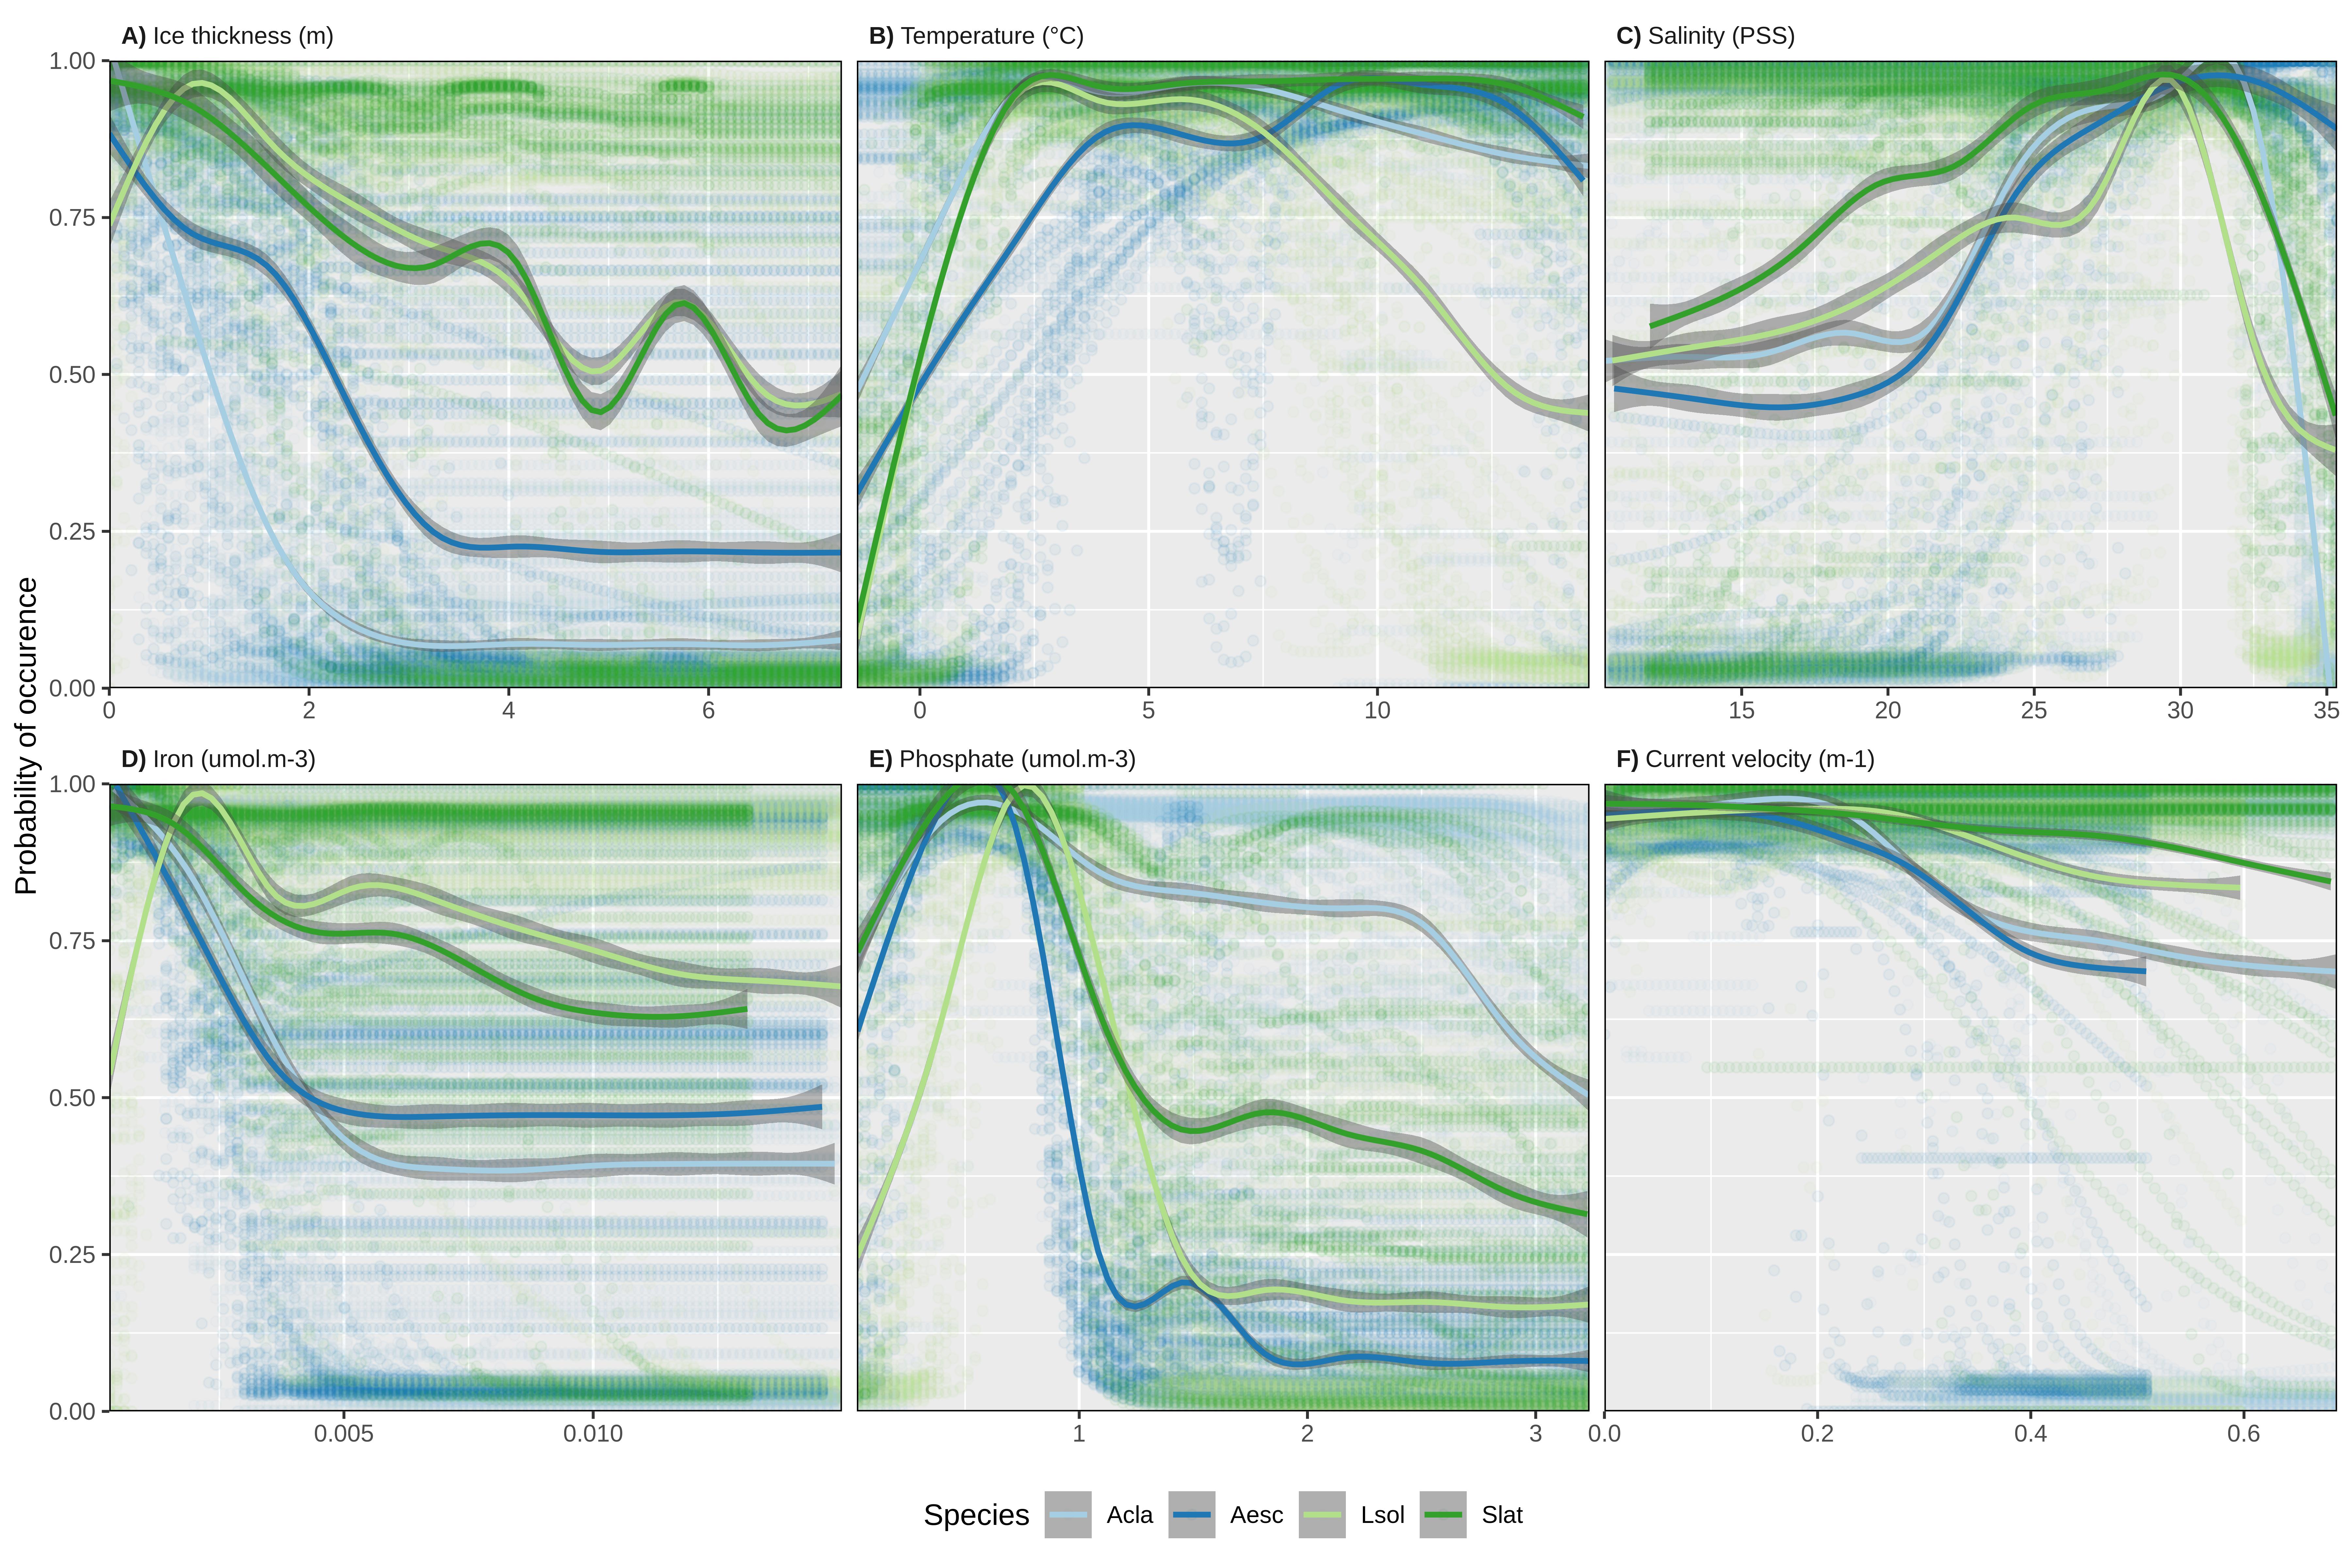 A) Ice thickness (m)
B) Temperature (°C)
C) Salinity (PSS)
1.00
0.75
0.50
0.25
0.00
0 2 4 6
0 5 10
15 20 25 30 35
Probability of occurence
D) Iron (umol.m-3)
E) Phosphate (umol.m-3)
F) Current velocity (m-1)
1.00
0.75
0.50
0.25
0.00
0.005 0.010
1 2 3
0.0 0.2 0.4 0.6
Species Acla Aesc Lsol Slat